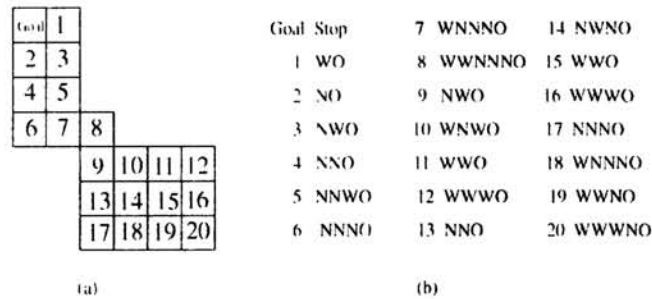 Goal 1
2 3
4 5
6 7 8
9 10 11 12
13 14 15 16
17 18 19 20
(a)
Goal Stop 7 WNNNO 14 NWNO
1 WO 8 WWNNNO 15 WWO
2 NO 9 NWO 16 WWWO
3 NWO 10 WNWO 17 NNNO
4 NNO 11 WWO 18 WNNNO
5 NNWO 12 WWWO 19 WWNO
6 NNNO 13 NNO 20 WWWNO
(b)